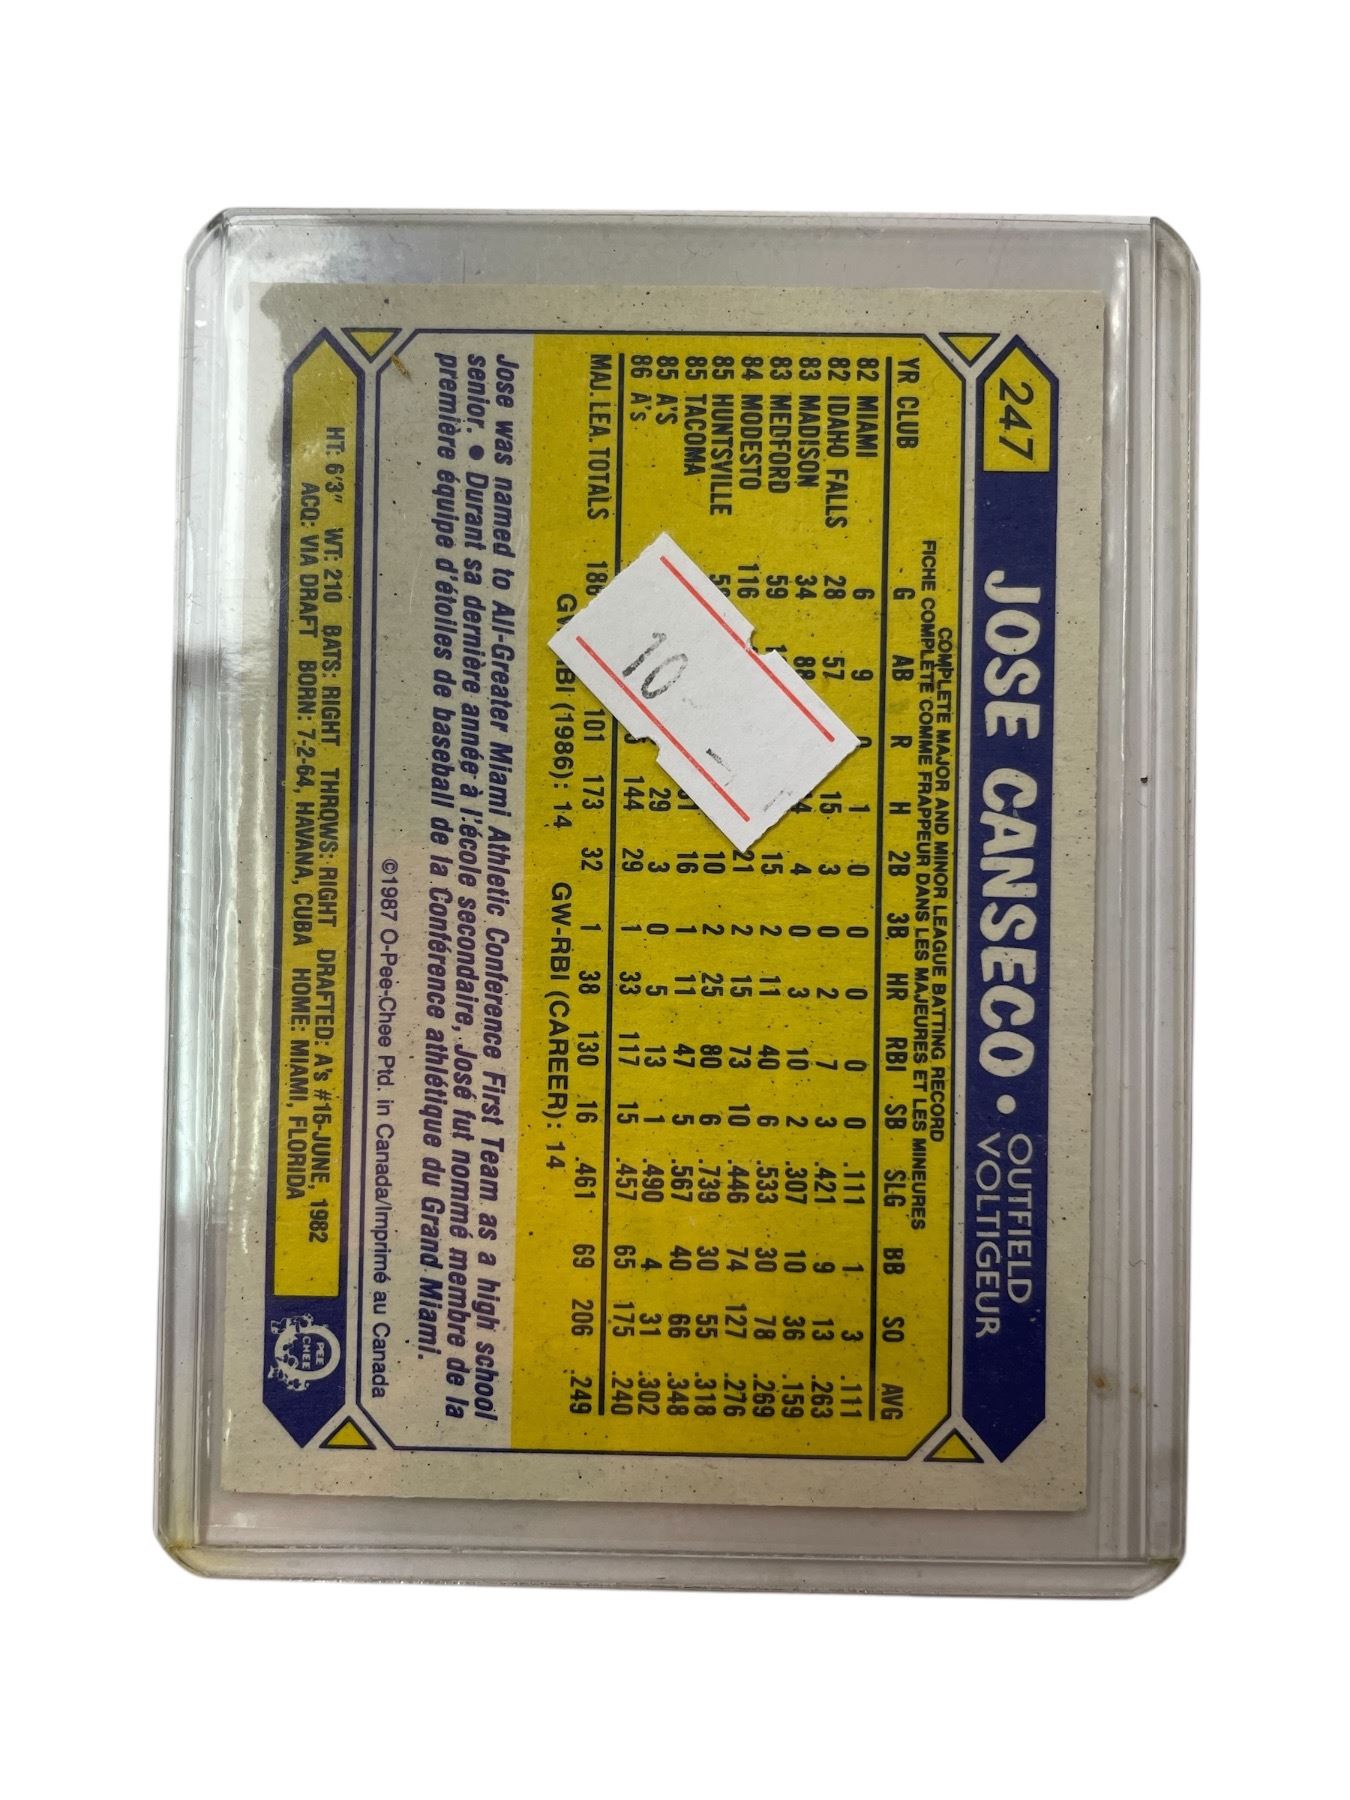 247 JOSE CANSECO • OUTFIELD
VOLTIGEUR
COMPLETE MAJOR AND MINOR LEAGUE BATTING RECORD
FICHE COMPLÈTE COMME FRAPPEUR DANS LES MAJEURES ET LES MINEURES
YR CLUB G AB R H 2B 3B HR RBI SB SLG BB SO AVG
82 MIAMI 6 9 0 1 0 0 0 0 0 .111 1 3 .111
82 IDAHO FALLS 28 57 15 3 0 2 7 3 .421 9 13 .263
83 MADISON 34 88 4 0 3 10 2 .307 10 36 .159
83 MEDFORD 59 15 2 11 40 6 .533 30 78 .269
84 MODESTO 116 21 2 15 73 10 .446 74 127 .276
85 HUNTSVILLE 10 2 25 80 6 .739 30 55 .318
85 TACOMA 16 1 11 47 5 .567 40 66 .348
85 A'S 29 3 0 5 13 1 .490 4 31 .302
86 A's 144 29 1 33 117 15 .457 65 175 .240
MAJ. LEA. TOTALS 186 101 173 32 1 38 130 16 .461 69 206 .249
GW-RBI (1986): 14 GW-RBI (CAREER): 14
10
Jose was named to All-Greater Miami Athletic Conference First Team as a high school
senior. • Durant sa dernière année à l'école secondaire, José fut nommé membre de la
première équipe d'étoiles de baseball de la Conférence athlétique du Grand Miami.
©1987 O-Pee-Chee Ptd. in Canada/Imprimé au Canada
HT: 6'3" WT: 210 BATS: RIGHT THROWS: RIGHT DRAFTED: A's #15-JUNE, 1982
ACQ: VIA DRAFT BORN: 7-2-64, HAVANA, CUBA HOME: MIAMI, FLORIDA
O
PEE
CHEE